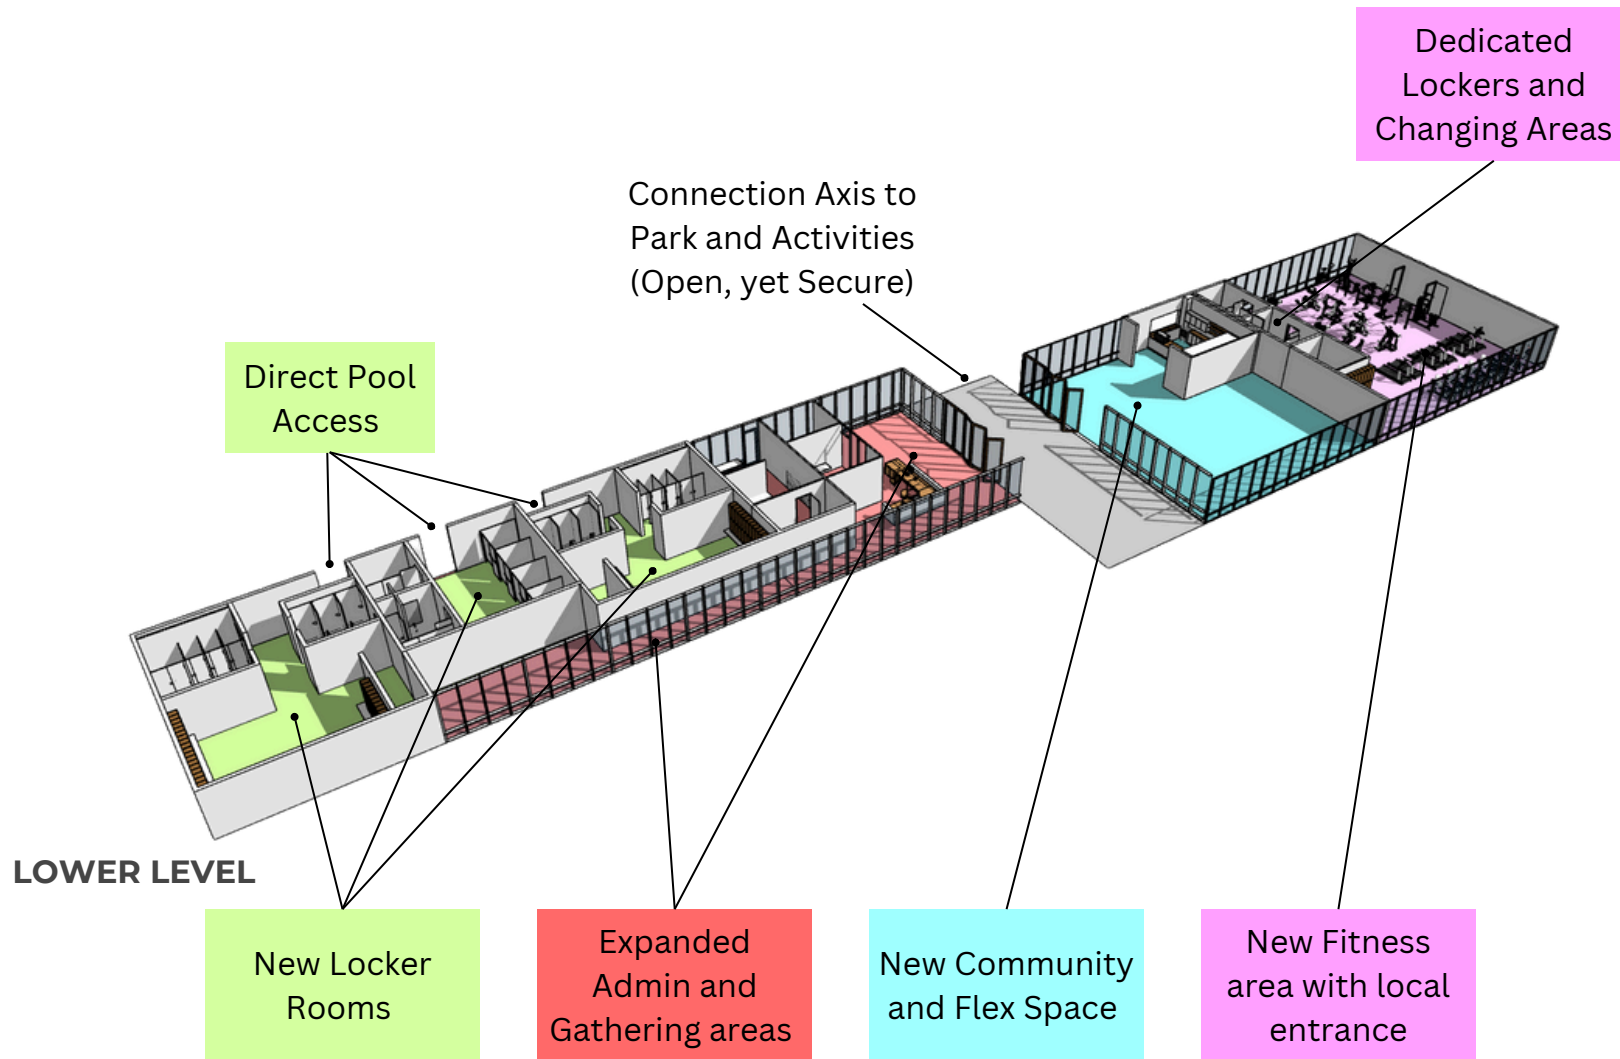 Dedicated
Lockers and
Changing Areas
Connection Axis to
Park and Activities
(Open, yet Secure)
Direct Pool
Access
LOWER LEVEL
New Locker
Rooms
Expanded
Admin and
Gathering areas
New Community
and Flex Space
New Fitness
area with local
entrance